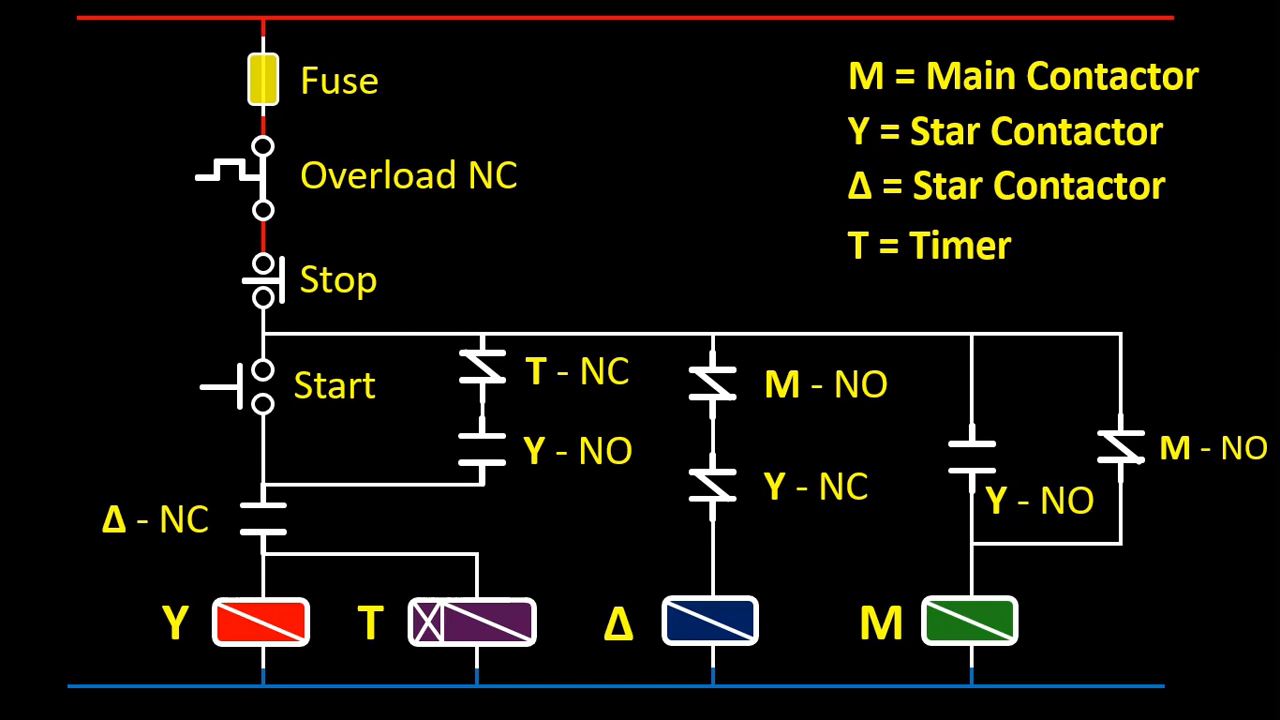 Fuse
M = Main Contactor
Y = Star Contactor
Overload NC
Δ = Star Contactor
T = Timer
Stop
Start
T - NC
M - NO
Y - NO
Y - NC
M - NO
Y - NO
Δ - NC
Y
T
Δ
M